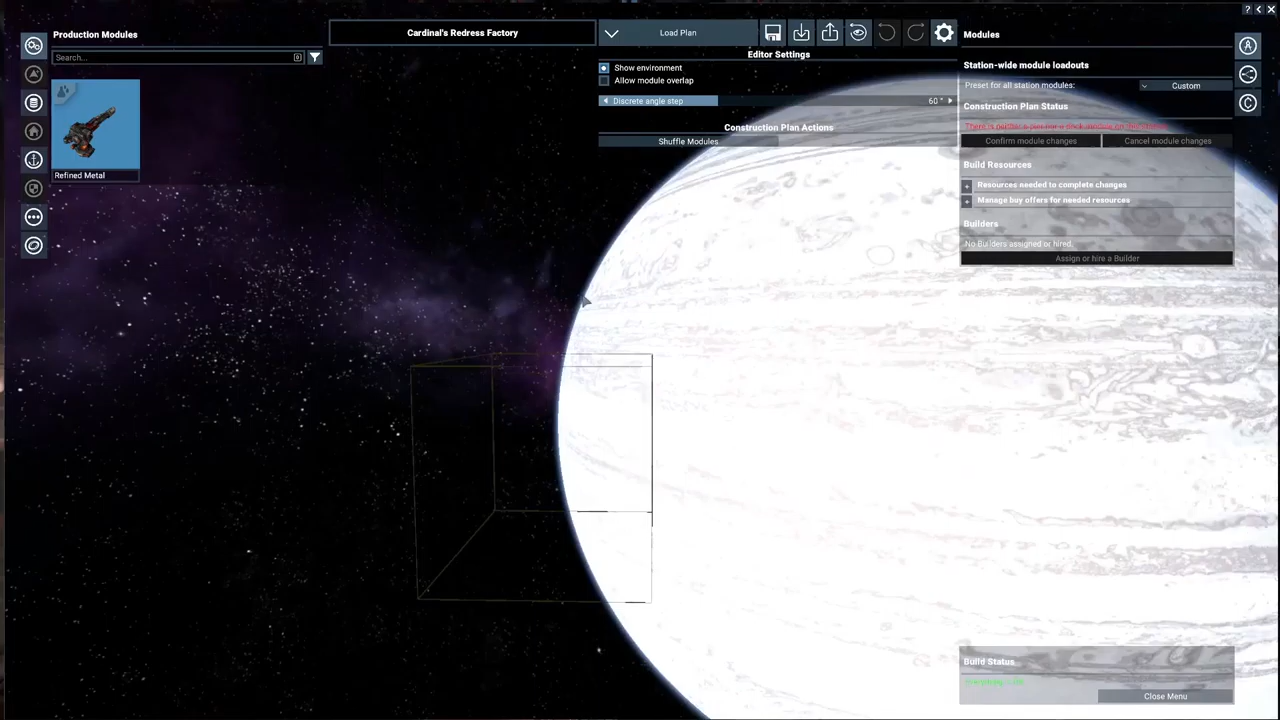 Production Modules
Search...
Refined Metal
Cardinal's Redress Factory
Load Plan
Editor Settings
Show environment
Allow module overlap
Discrete angle step
60 °
Construction Plan Actions
Shuffle Modules
Modules
Station-wide module loadouts
Preset for all station modules:
Custom
Construction Plan Status
Confirm module changes
Cancel module changes
Build Resources
Resources needed to complete changes
Manage buy offers for needed resources
Builders
No Builders assigned or hired.
Assign or hire a Builder
Build Status
Close Menu